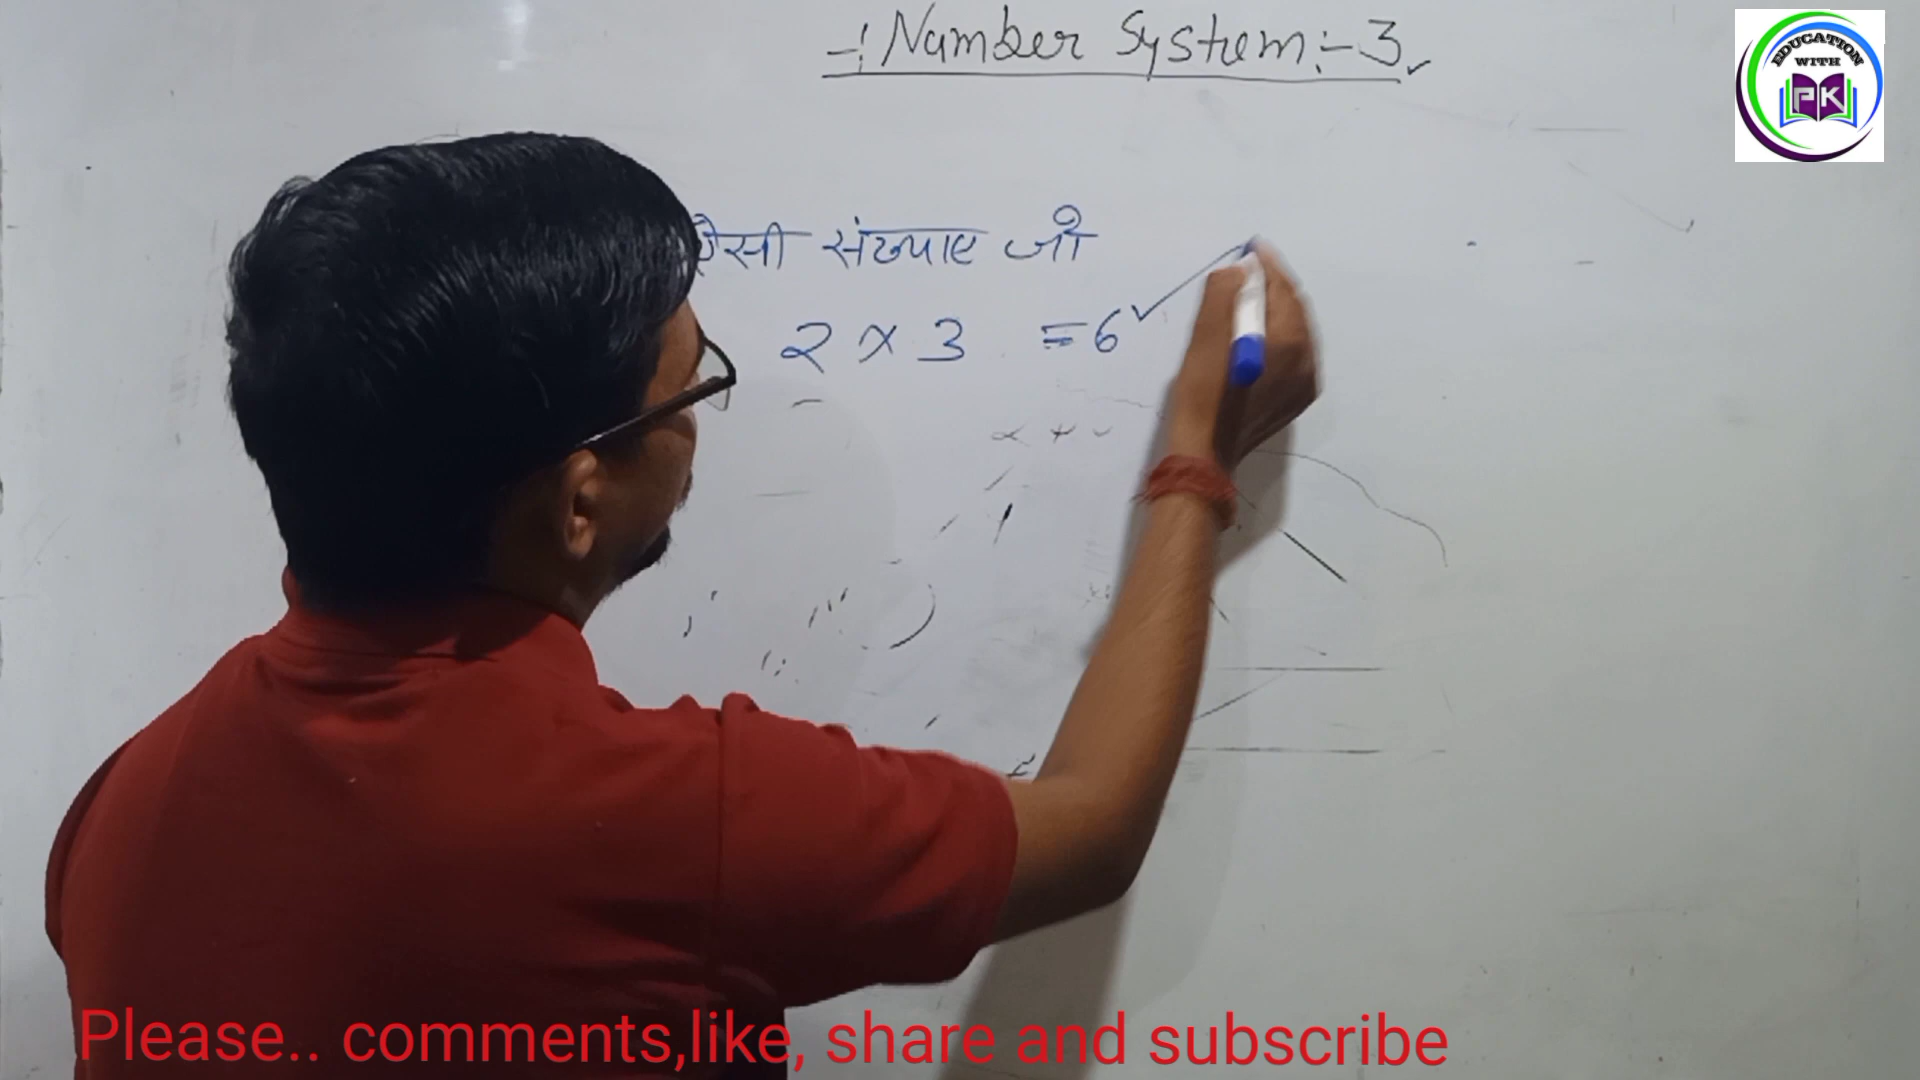 -: Number System :- 3
EDUCATION
WITH
PK
ऐसी संख्याए जो
2 × 3 = 6
Please.. comments,like, share and subscribe